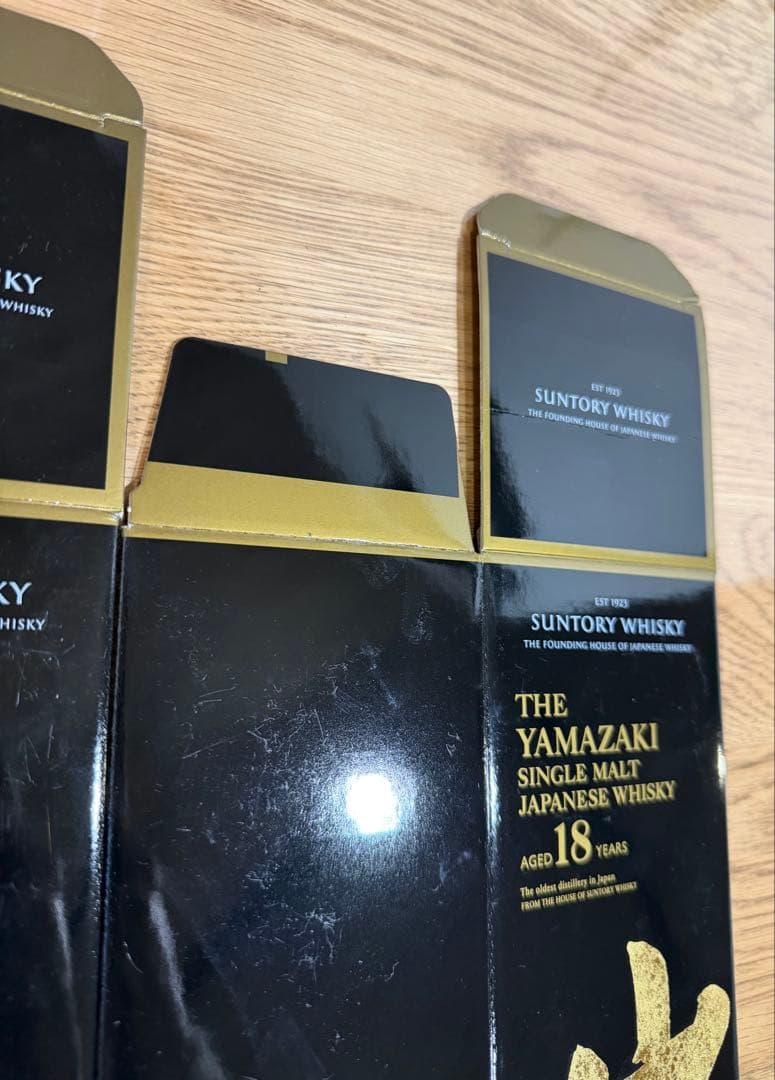 KY
WHISKY
KY
HISKY
EST 1923
SUNTORY WHISKY
THE FOUNDING HOUSE OF JAPANESE WHISKY
EST 1923
SUNTORY WHISKY
THE FOUNDING HOUSE OF JAPANESE WHISKY
THE
YAMAZAKI
SINGLE MALT
JAPANESE WHISKY
AGED 18 YEARS
The oldest distillery in Japan
FROM THE HOUSE OF SUNTORY WHISKY